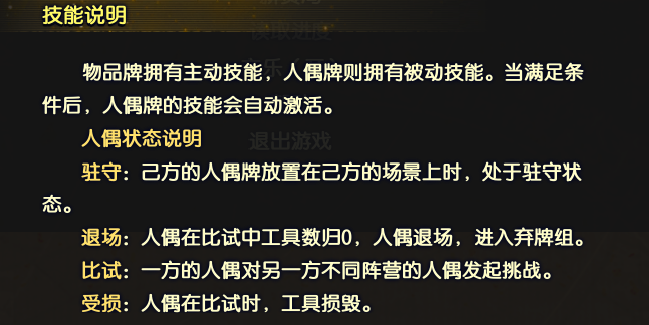 技能说明
物品牌拥有主动技能，人偶牌则拥有被动技能。当满足条
件后，人偶牌的技能会自动激活。
人偶状态说明
退出游戏
驻守：己方的人偶牌放置在己方的场景上时，处于驻守状
态。
退场：人偶在比试中工具数归0，人偶退场，进入弃牌组。
比试：一方的人偶对另一方不同阵营的人偶发起挑战。
受损：人偶在比试时，工具损毁。